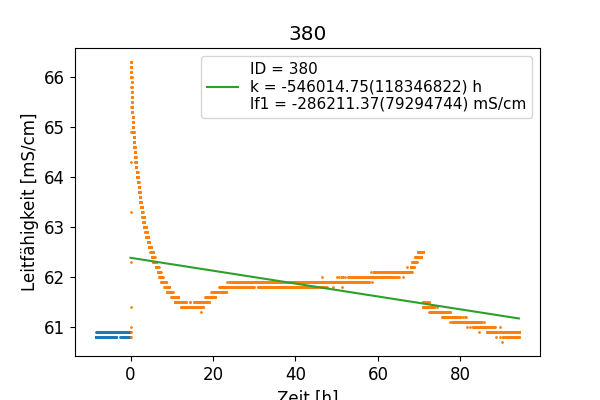 380
ID = 380
k = -546014.75(118346822) h
lf1 = -286211.37(79294744) mS/cm
Leitfähigkeit [mS/cm]
66
65
64
63
62
61
0
20
40
60
80
Zeit [h]